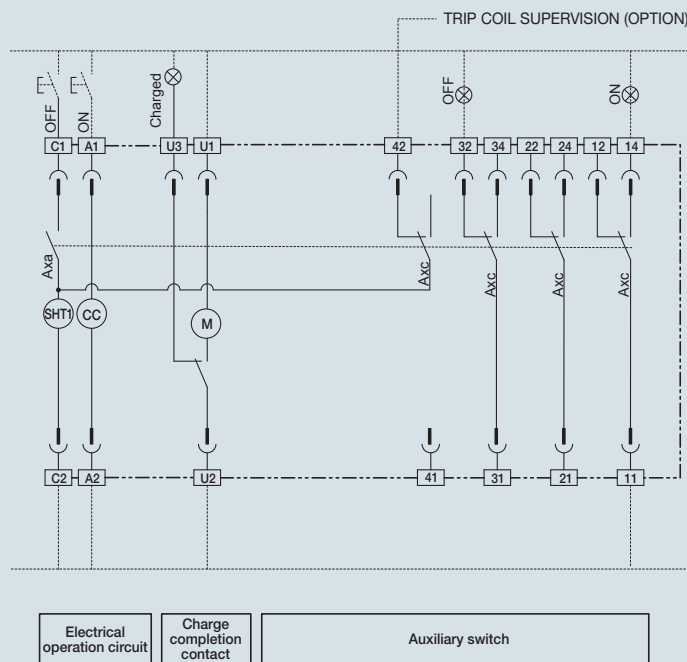 TRIP COIL SUPERVISION (OPTION)
OFF
ON
Charged
OFF
ON
C1 A1 U3 U1 42 32 34 22 24 12 14
Axa
Axc
Axc
Axc
Axc
SHT1 CC M
C2 A2 U2 41 31 21 11
Electrical
operation circuit
Charge
completion
contact
Auxiliary switch